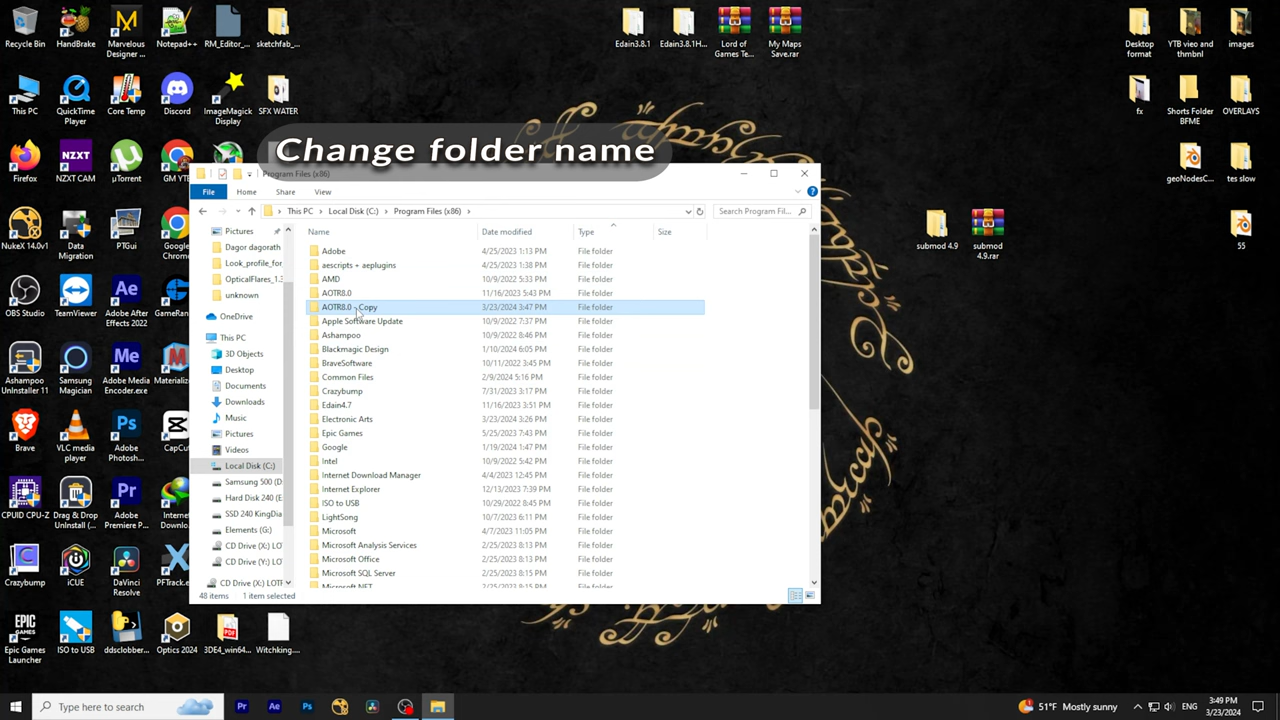 Recycle Bin
HandBrake
Marvelous
Designer ...
Notepad++
RM_Editor_...
sketchfab_...
Edain3.8.1
Edain3.8.1H...
Lord of
Games Te...
My Maps
Save.rar
Desktop
format
YTB vieo and
thmbnl
images
This PC
QuickTime
Player
Core Temp
Discord
ImageMagick
Display
SFX WATER
fx
Shorts Folder
BFME
OVERLAYS
Change folder name
Firefox
NZXT CAM
µTorrent
GM YTB
Program Files (x86)
File
Home
Share
View
This PC
Local Disk (C:)
Program Files (x86)
Search Program Fil...
Name
Date modified
Type
Size
Pictures
Dagor dagorath
Look_profile_for
OpticalFlares_1.3
unknown
OneDrive
This PC
3D Objects
Desktop
Documents
Downloads
Music
Pictures
Videos
Local Disk (C:)
Samsung 500 (D
Hard Disk 240 (E
SSD 240 KingDia
Elements (G:)
CD Drive (X:) LO
CD Drive (Y:) LO
CD Drive (X:) LOTF
Adobe 4/25/2023 1:13 PM File folder
aescripts + aeplugins 4/25/2023 1:38 PM File folder
AMD 10/9/2022 5:33 PM File folder
AOTR8.0 11/16/2023 5:43 PM File folder
AOTR8.0 - Copy 3/23/2024 3:47 PM File folder
Apple Software Update 10/9/2022 7:37 PM File folder
Ashampoo 10/9/2022 8:46 PM File folder
Blackmagic Design 1/10/2024 6:05 PM File folder
BraveSoftware 10/11/2022 3:45 PM File folder
Common Files 2/9/2024 5:16 PM File folder
Crazybump 7/31/2023 3:17 PM File folder
Edain4.7 11/16/2023 3:51 PM File folder
Electronic Arts 3/23/2024 3:26 PM File folder
Epic Games 5/25/2023 7:43 PM File folder
Google 1/19/2024 1:47 PM File folder
Intel 10/9/2022 5:42 PM File folder
Internet Download Manager 4/4/2023 12:45 PM File folder
Internet Explorer 12/13/2023 7:39 PM File folder
ISO to USB 10/29/2022 8:45 PM File folder
LightSong 10/7/2023 6:11 PM File folder
Microsoft 4/7/2023 11:05 PM File folder
Microsoft Analysis Services 2/25/2023 8:13 PM File folder
Microsoft Office 2/25/2023 8:13 PM File folder
Microsoft SQL Server 2/25/2023 8:15 PM File folder
Microsoft.NET 2/25/2023 8:15 PM File folder
48 items
1 item selected
geoNodesC...
tes slow
NukeX 14.0v1
Data
Migration
PTGui
Google
Chrome
submod 4.9
submod
4.9.rar
55
OBS Studio
DaVinci
Resolve
Adobe After
Effects 2022
GameRan
Ashampoo
UnInstaller 11
Samsung
Magician
Adobe Media
Encoder.exe
Materializ
Brave
VLC media
player
Adobe
Photosh...
CapCut
CPUID CPU-Z
Drag & Drop
Uninstall (...
Adobe
Premiere P...
Internet
Downlo...
Crazybump
iCUE
PFTrack.e
Epic Games
Launcher
ISO to USB
ddsclobber...
Optics 2024
3DE4_win64...
Witchking....
Type here to search
51°F Mostly sunny
ENG
3:49 PM
3/23/2024